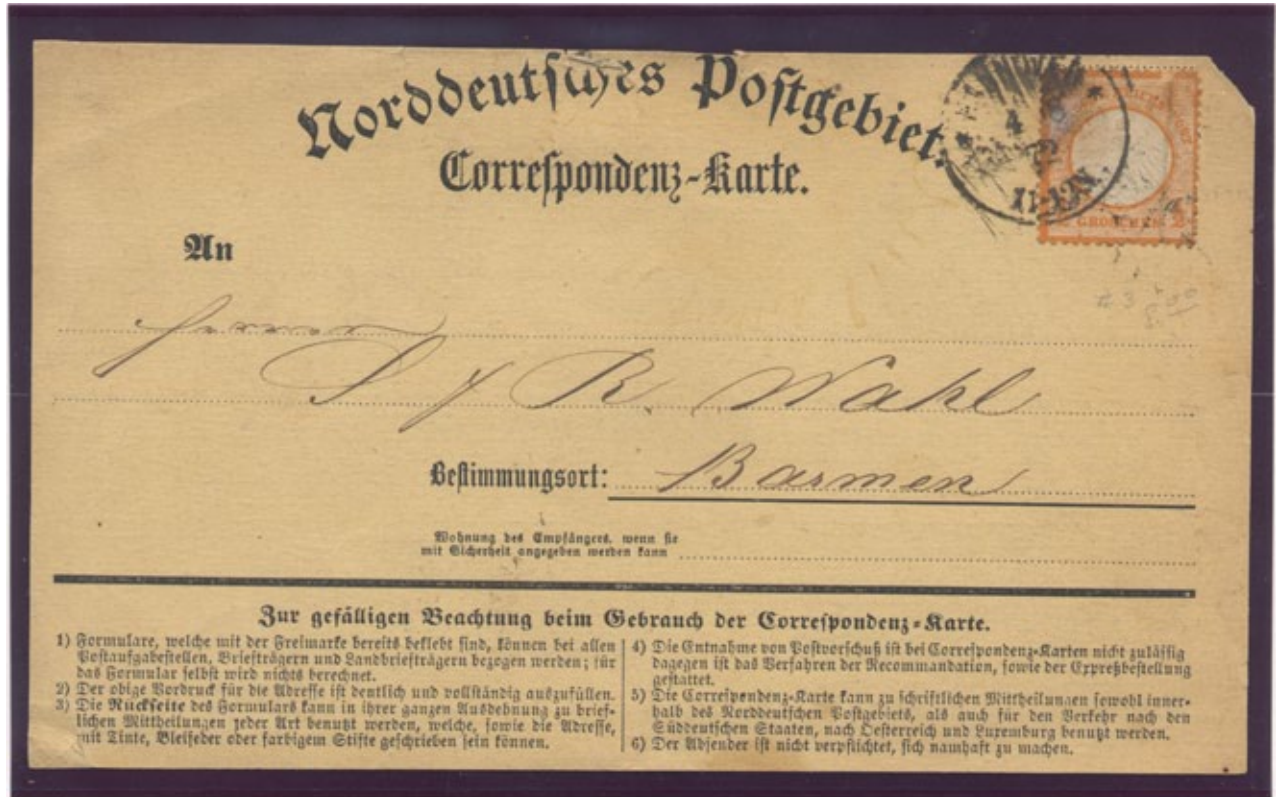 Norddeutsches Postgebiet.
Correspondenz-Karte.
HANNOVER
4
72
11-12N.
GROSCHEN
An
Herrn
R. Wahl
Bestimmungsort: Barmen
Wohnung des Empfängers, wenn sie
mit Sicherheit angegeben werden kann
Zur gefälligen Beachtung beim Gebrauch der Correspondenz-Karte.
1) Formulare, welche mit der Freimarke bereits beklebt sind, können bei allen
Postaufgabestellen, Briefträgern und Landbriefträgern bezogen werden; für
das Formular selbst wird nichts berechnet.
2) Der obige Vordruck für die Adresse ist deutlich und vollständig auszufüllen.
3) Die Rückseite des Formulars kann in ihrer ganzen Ausdehnung zu brief-
lichen Mittheilungen jeder Art benutzt werden, welche, sowie die Adresse,
mit Tinte, Bleifeder oder farbigem Stifte geschrieben sein können.
4) Die Entnahme von Postvorschuß ist bei Correspondenz-Karten nicht zulässig
dagegen ist das Verfahren der Recommandation, sowie der Expreßbestellung
gestattet.
5) Die Correspondenz-Karte kann zu schriftlichen Mittheilungen sowohl inner-
halb des Norddeutschen Postgebiets, als auch für den Verkehr nach den
Süddeutschen Staaten, nach Oesterreich und Luxemburg benutzt werden.
6) Der Absender ist nicht verpflichtet, sich namhaft zu machen.